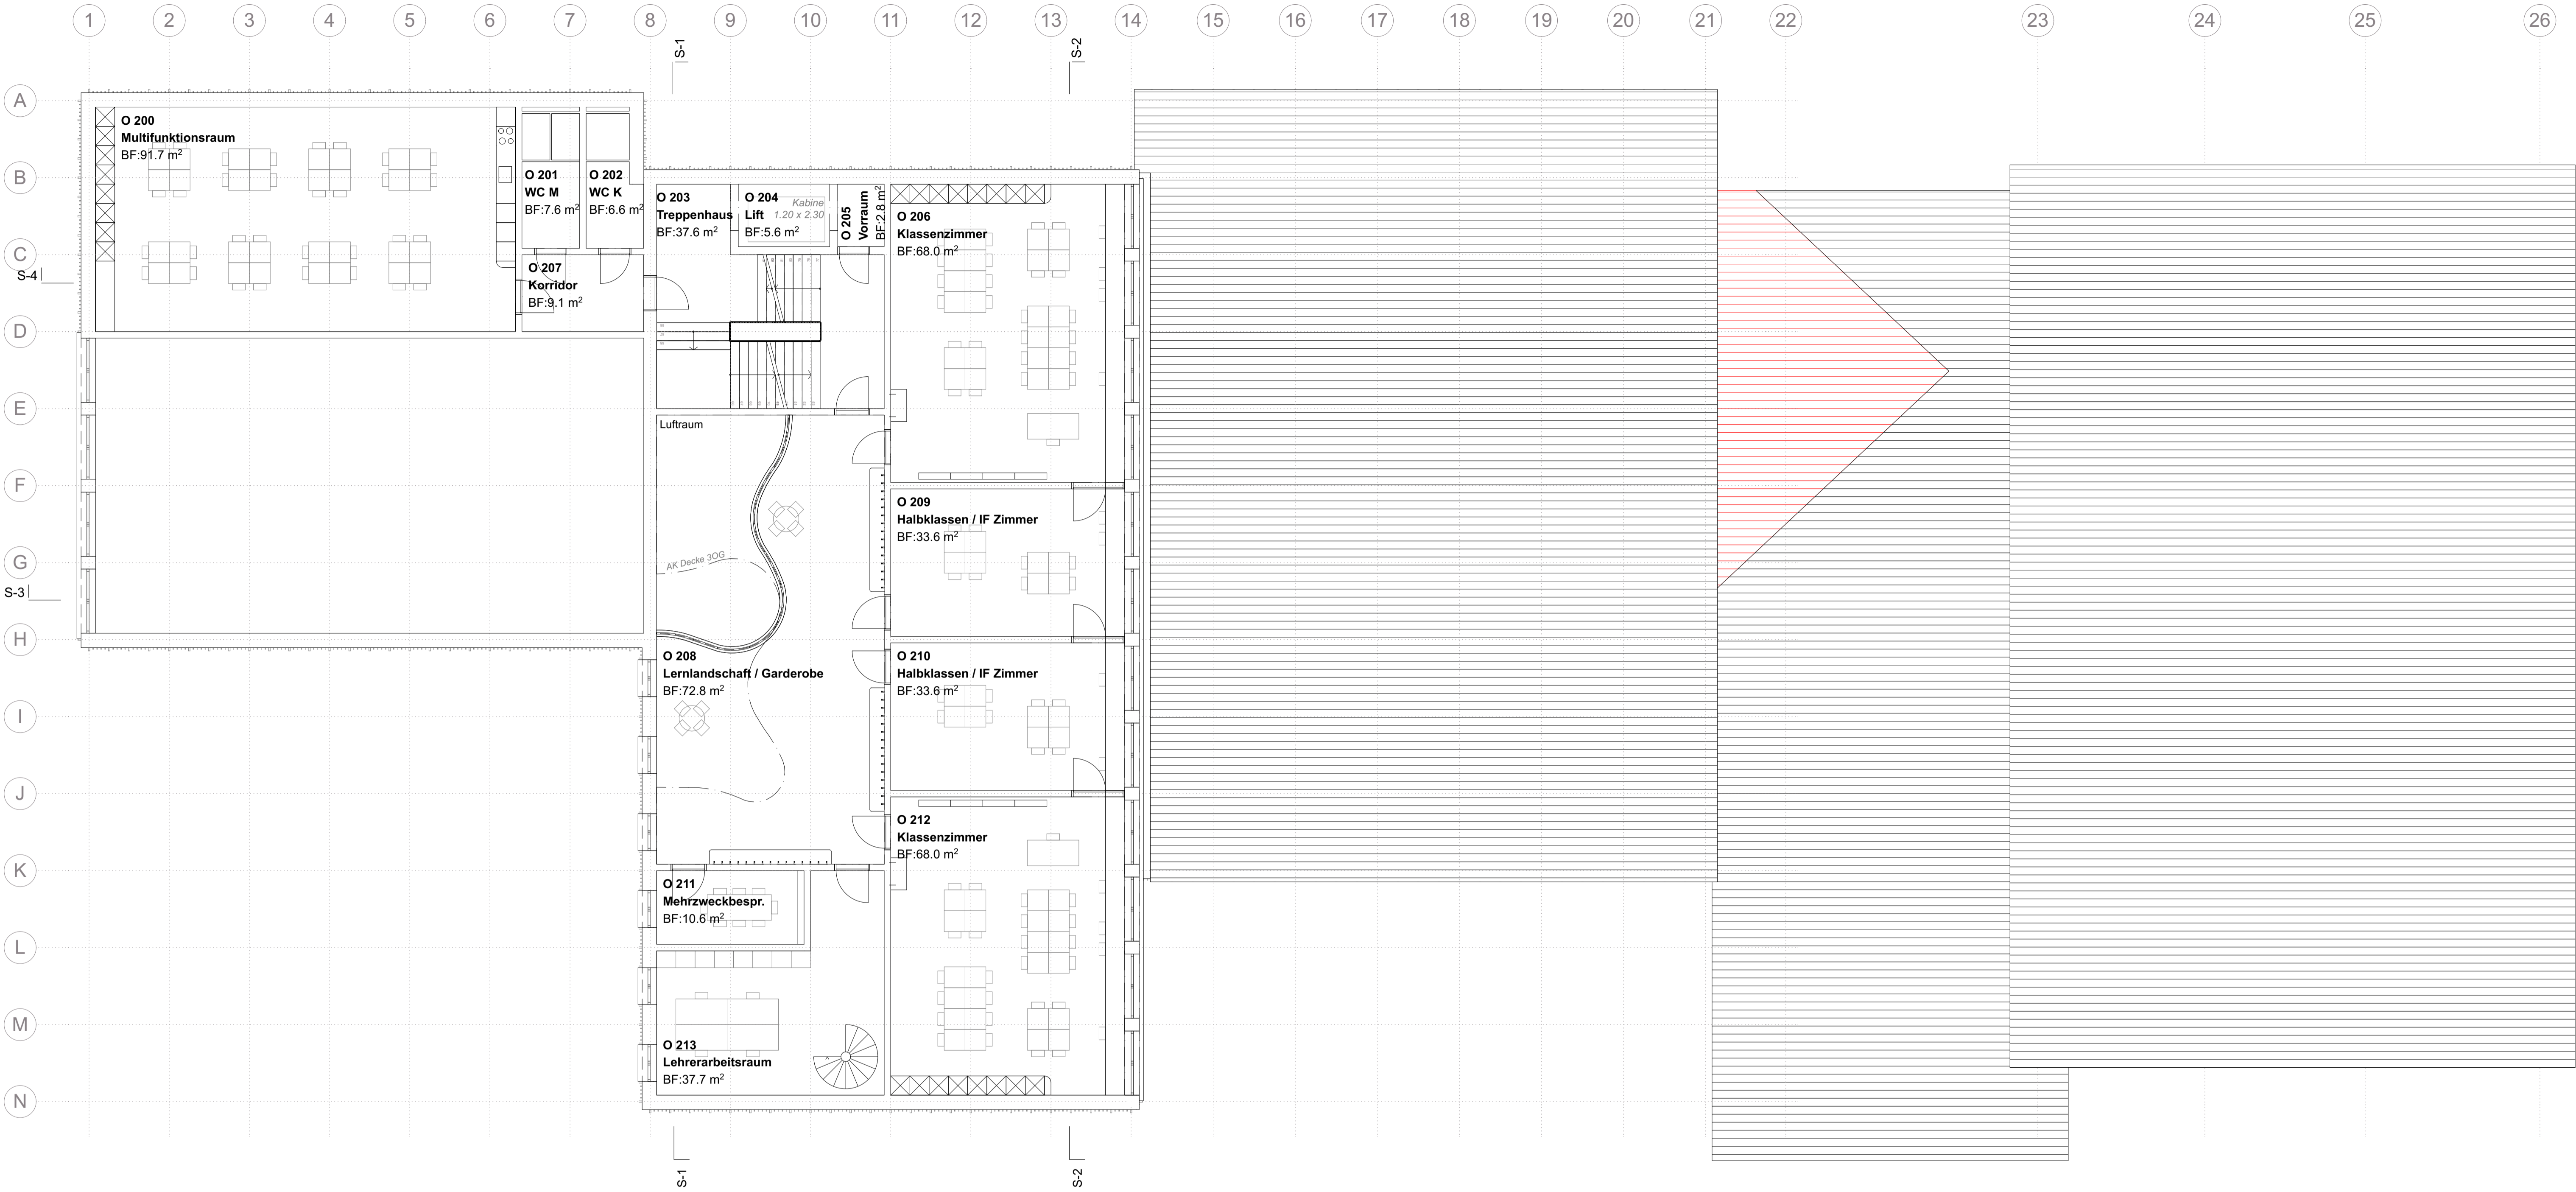 1 2 3 4 5 6 7 8 9 10 11 12 13 14 15 16 17 18 19 20 21 22 23 24 25 26
S-1
S-2
A
B
C
D
E
F
G
H
I
J
K
L
M
N
S-4
S-3
O 200
Multifunktionsraum
BF:91.7 m²
O 201
WC M
BF:7.6 m²
O 202
WC K
BF:6.6 m²
O 203
Treppenhaus
BF:37.6 m²
O 204
Lift
BF:5.6 m²
Kabine
1.20 x 2.30
O 205
Vorraum
BF:2.8 m²
O 206
Klassenzimmer
BF:68.0 m²
O 207
Korridor
BF:9.1 m²
Luftraum
AK Decke 3OG
O 208
Lernlandschaft / Garderobe
BF:72.8 m²
O 209
Halbklassen / IF Zimmer
BF:33.6 m²
O 210
Halbklassen / IF Zimmer
BF:33.6 m²
O 211
Mehrzweckbespr.
BF:10.6 m²
O 212
Klassenzimmer
BF:68.0 m²
O 213
Lehrerarbeitsraum
BF:37.7 m²
S-1
S-2